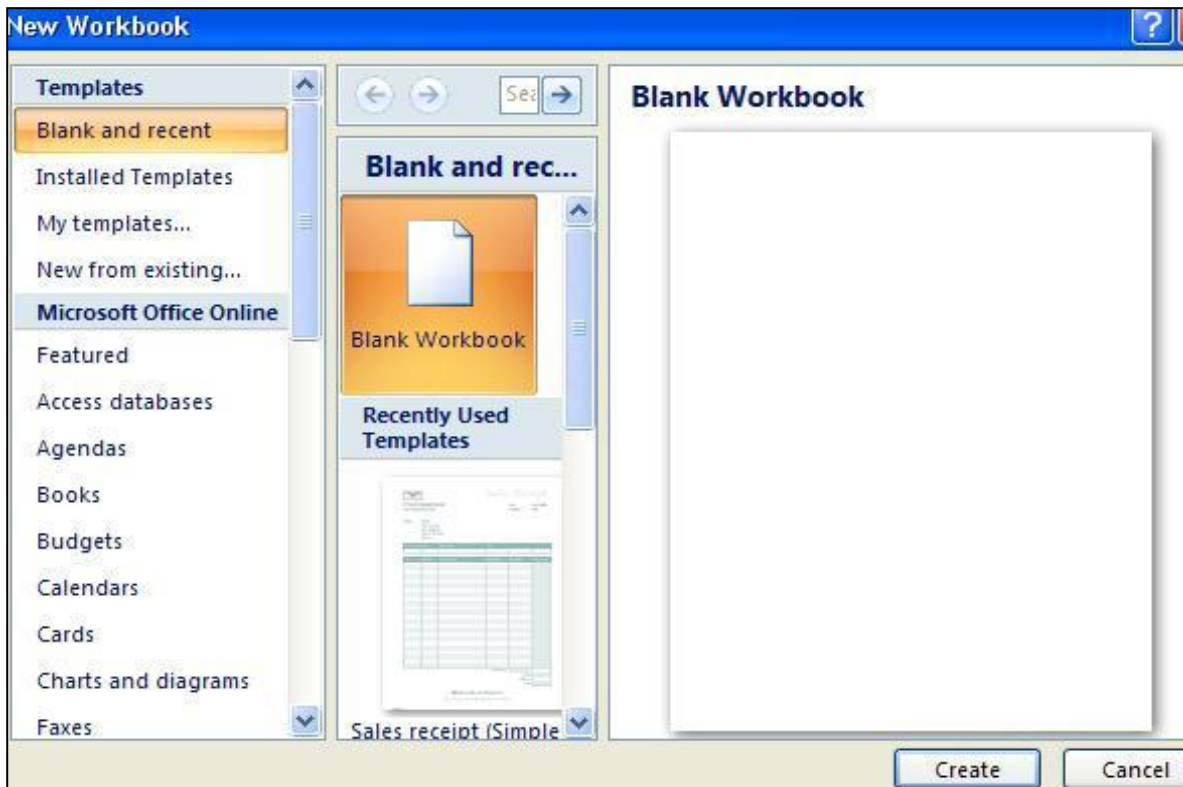 New Workbook
?
Templates
Blank and recent
Installed Templates
My templates...
New from existing...
Microsoft Office Online
Featured
Access databases
Agendas
Books
Budgets
Calendars
Cards
Charts and diagrams
Faxes
Sea
Blank and rec...
Blank Workbook
Recently Used
Templates
Sales receipt (Simple
Blank Workbook
Create
Cancel